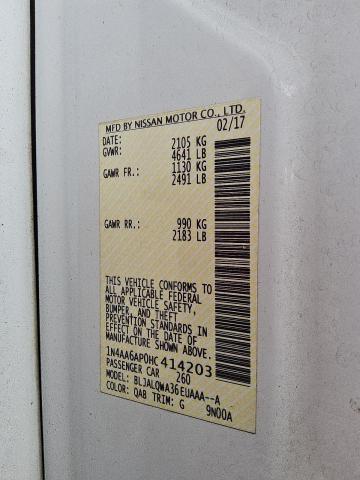 MFD BY NISSAN MOTOR CO., LTD.
DATE: 02/17
GVWR: 2105 KG
4641 LB
GAWR FR.: 1130 KG
2491 LB
GAWR RR.: 990 KG
2183 LB
THIS VEHICLE CONFORMS TO
ALL APPLICABLE FEDERAL
MOTOR VEHICLE SAFETY,
BUMPER, AND THEFT
PREVENTION STANDARDS IN
EFFECT ON THE DATE OF
MANUFACTURE SHOWN ABOVE.
1N4AA6AP0HC414203
PASSENGER CAR 260
MODEL: BLJALQWA36EUAAA--A
COLOR: QAB TRIM: G 9N00A